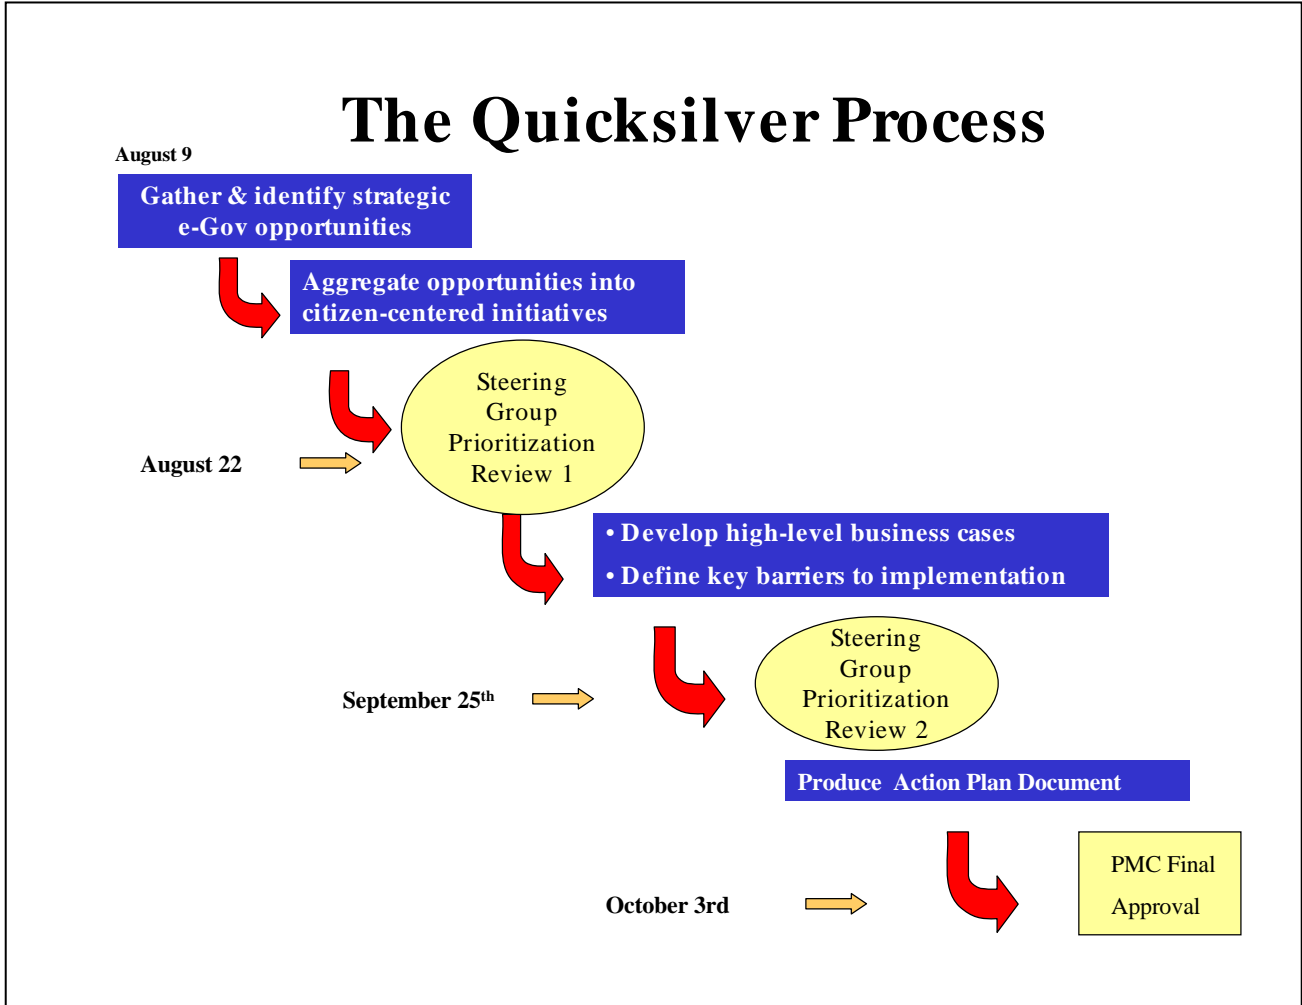 The Quicksilver Process
August 9
Gather & identify strategic
e-Gov opportunities
Aggregate opportunities into
citizen-centered initiatives
Steering
Group
Prioritization
Review 1
August 22
• Develop high-level business cases
• Define key barriers to implementation
Steering
Group
Prioritization
Review 2
September 25th
Produce Action Plan Document
PMC Final
Approval
October 3rd